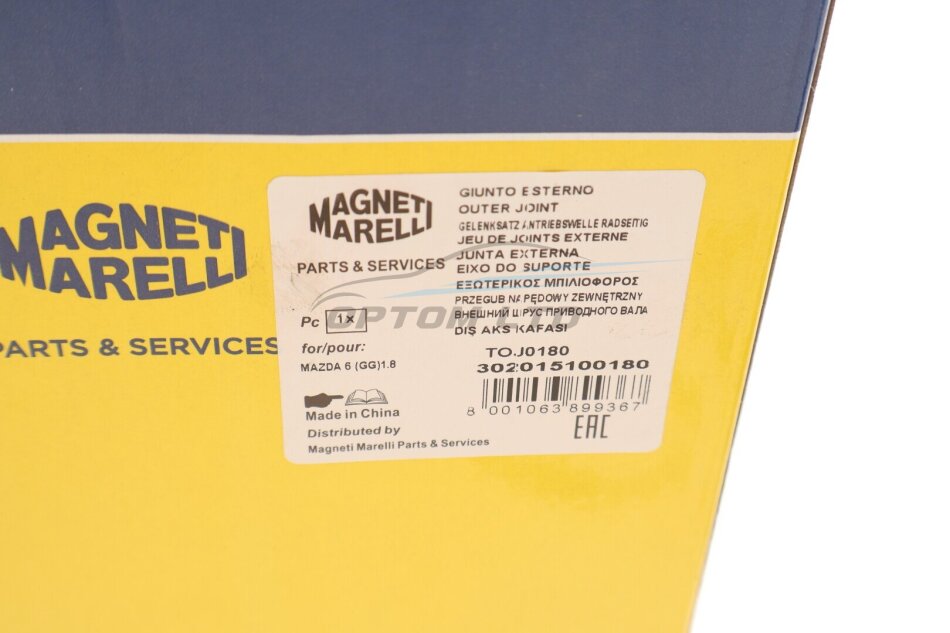 MAGNETI
MARELLI
PARTS & SERVICES
MAGNETI
MARELLI
PARTS & SERVICES
Pc 1x
for/pour:
MAZDA 6 (GG)1.8
Made in China
Distributed by
Magneti Marelli Parts & Services
GIUNTO ESTERNO
OUTER JOINT
GELENKSATZ ANTRIEBSWELLE RADSEITIG
JEU DE JOINTS EXTERNE
JUNTA EXTERNA
EIXO DO SUPORTE
ΕΞΩΤΕΡΙΚΟΣ ΜΠΙΛΙΟΦΟΡΟΣ
PRZEGUB NAPĘDOWY ZEWNĘTRZNY
ВНЕШНИЙ ШРУС ПРИВОДНОГО ВАЛА
DIŞ AKS KAFASI
TOJ0180
302015100180
8 001063 899367
EAC
OPTOM LTD